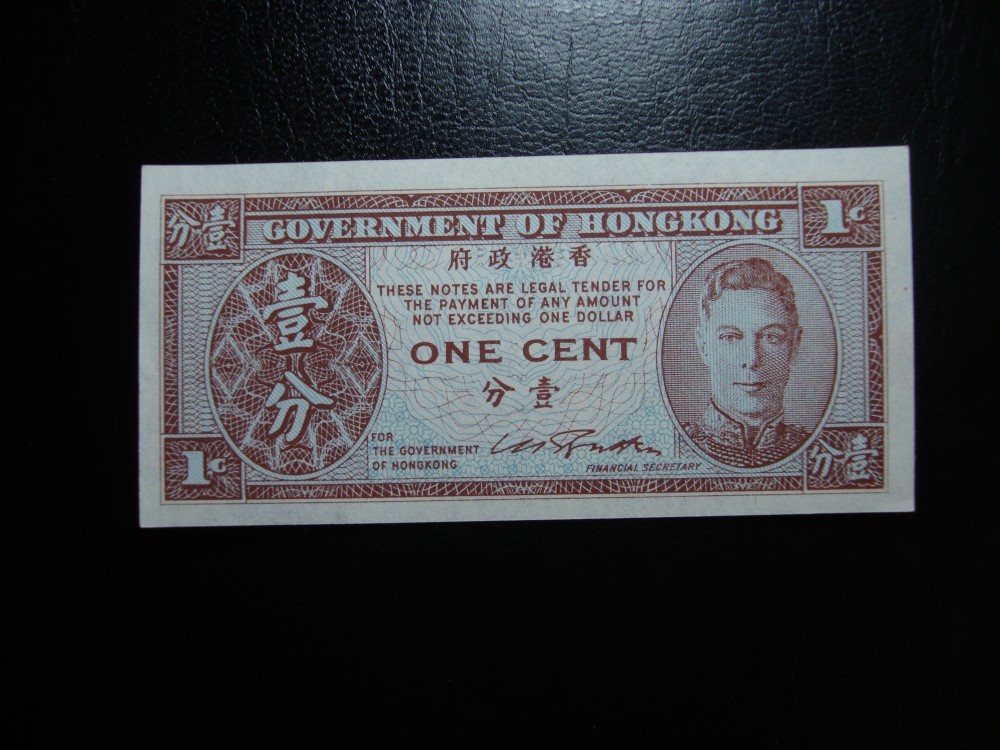 分壹
GOVERNMENT OF HONGKONG
1c
府政港香
THESE NOTES ARE LEGAL TENDER FOR
THE PAYMENT OF ANY AMOUNT
NOT EXCEEDING ONE DOLLAR
壹分
ONE CENT
分壹
FOR
THE GOVERNMENT
OF HONGKONG
FINANCIAL SECRETARY
1c
分壹